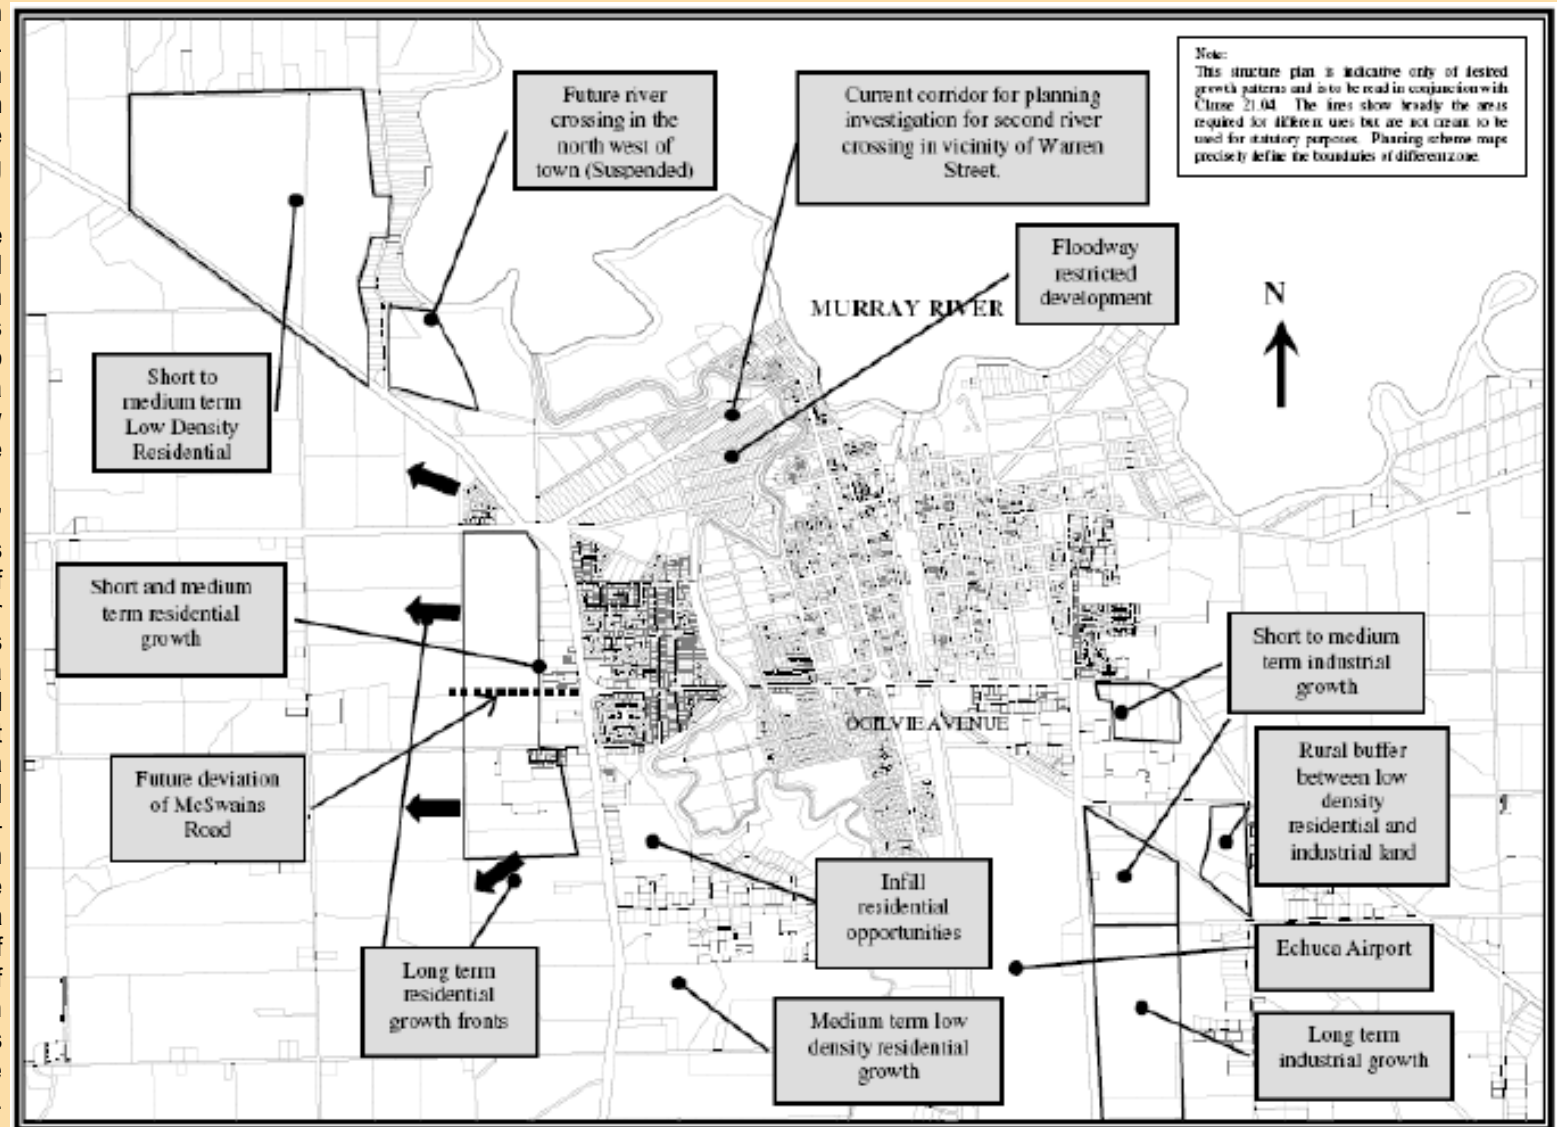 Note:
This structure plan is indicative only of desired
growth patterns and is to be read in conjunction with
Clause 21.04. The lines show broadly the areas
required for different uses but are not meant to be
used for statutory purposes. Planning scheme maps
precisely define the boundaries of different zone.
Future river
crossing in the
north west of
town (Suspended)
Current corridor for planning
investigation for second river
crossing in vicinity of Warren
Street.
Floodway
restricted
development
MURRAY RIVER
N
Short to
medium term
Low Density
Residential
Short and medium
term residential
growth
Short to medium
term industrial
growth
OGILVIE AVENUE
Future deviation
of McSwains
Road
Rural buffer
between low
density
residential and
industrial land
Infill
residential
opportunities
Echuca Airport
Long term
residential
growth fronts
Medium term low
density residential
growth
Long term
industrial growth